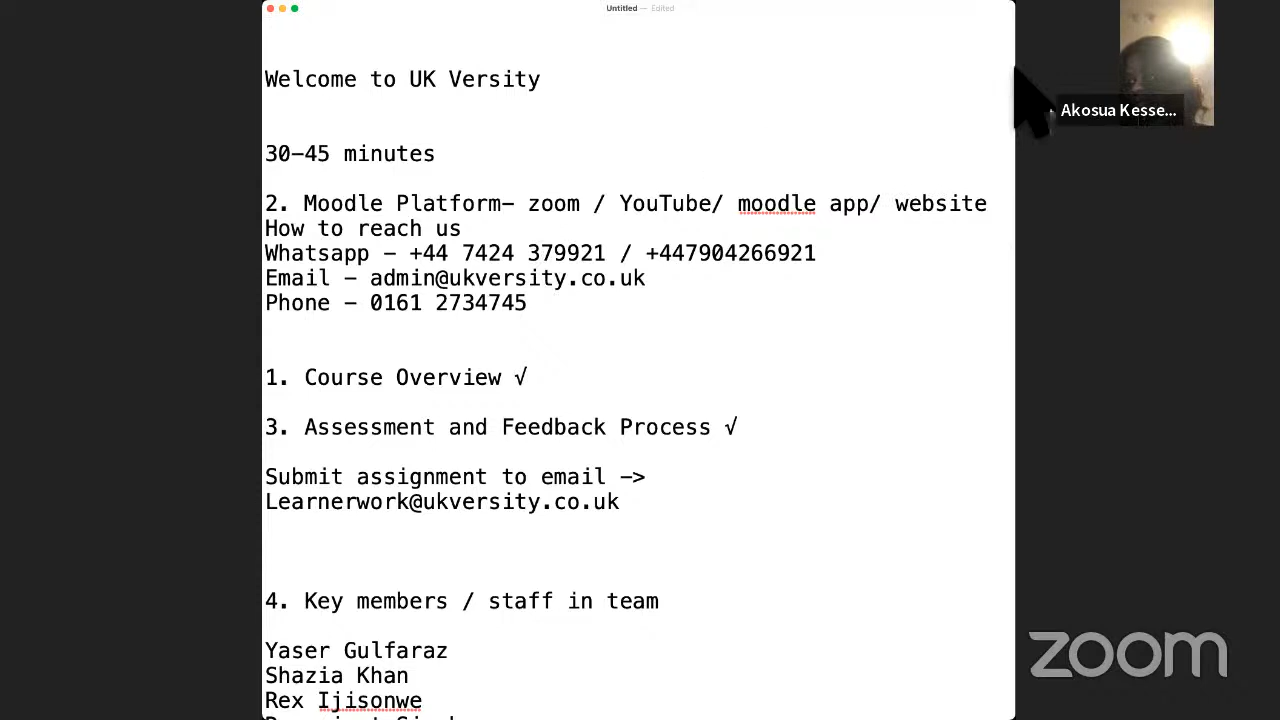 Untitled — Edited
Welcome to UK Versity
Akosua Kesse...
30-45 minutes
2. Moodle Platform- zoom / YouTube/ moodle app/ website
How to reach us
Whatsapp - +44 7424 379921 / +447904266921
Email - admin@ukversity.co.uk
Phone - 0161 2734745
1. Course Overview √
3. Assessment and Feedback Process √
Submit assignment to email ->
Learnerwork@ukversity.co.uk
4. Key members / staff in team
Yaser Gulfaraz
Shazia Khan
Rex Ijisonwe
zoom